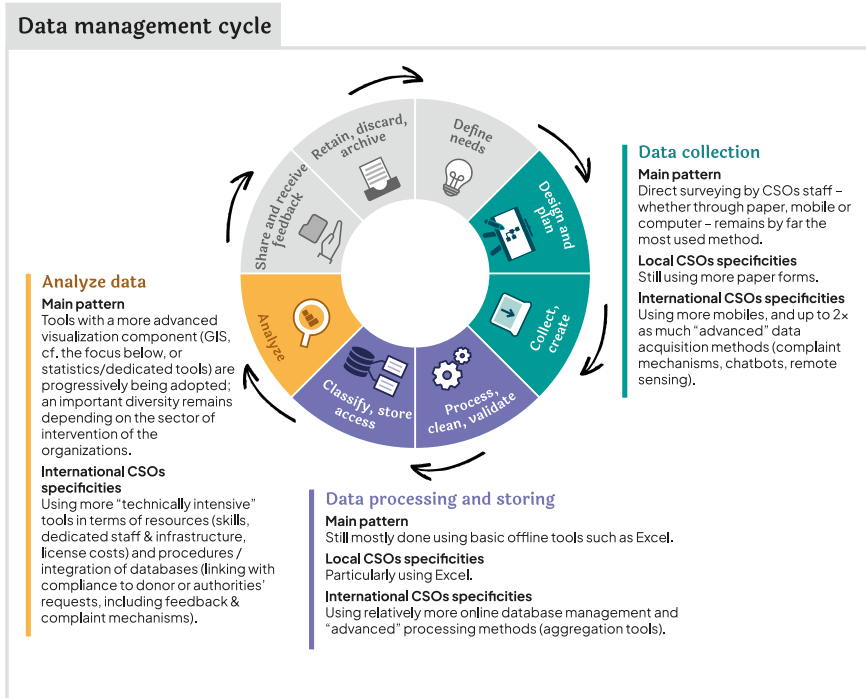 Data management cycle
Define
needs
Design and
plan
Collect,
create
Process,
clean, validate
Classify, store
access
Analyze
Share and receive
feedback
Retain, discard,
archive
Data collection
Main pattern
Direct surveying by CSOs staff –
whether through paper, mobile or
computer – remains by far the
most used method.
Local CSOs specificities
Still using more paper forms.
International CSOs specificities
Using more mobiles, and up to 2×
as much “advanced” data
acquisition methods (complaint
mechanisms, chatbots, remote
sensing).
Data processing and storing
Main pattern
Still mostly done using basic offline tools such as Excel.
Local CSOs specificities
Particularly using Excel.
International CSOs specificities
Using relatively more online database management and
“advanced” processing methods (aggregation tools).
Analyze data
Main pattern
Tools with a more advanced
visualization component (GIS,
cf. the focus below, or
statistics/dedicated tools) are
progressively being adopted;
an important diversity remains
depending on the sector of
intervention of the
organizations.
International CSOs
specificities
Using more “technically intensive”
tools in terms of resources (skills,
dedicated staff & infrastructure,
license costs) and procedures /
integration of databases (linking with
compliance to donor or authorities’
requests, including feedback &
complaint mechanisms).